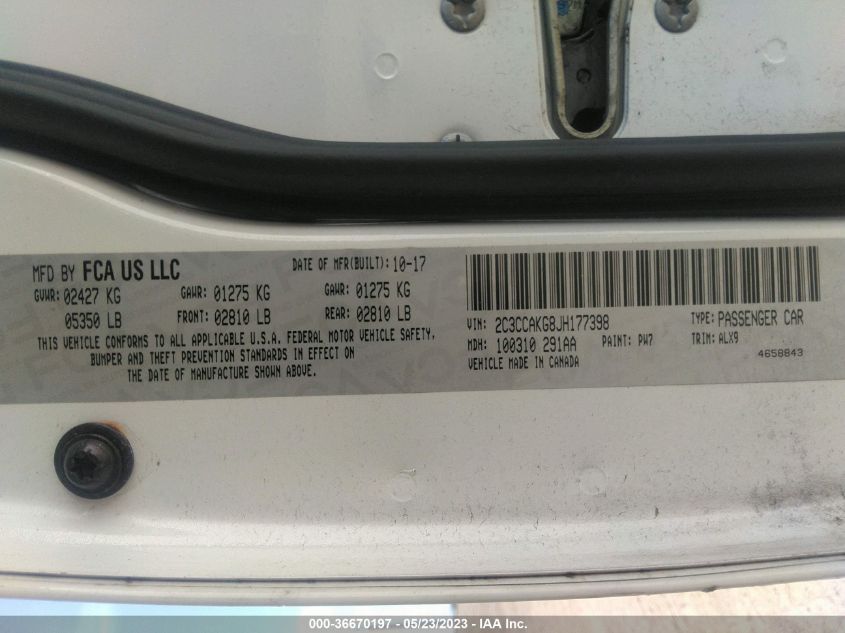 MFD BY FCA US LLC
DATE OF MFR(BUILT): 10-17
GVWR: 02427 KG GAWR: 01275 KG GAWR: 01275 KG
05350 LB FRONT: 02810 LB REAR: 02810 LB
THIS VEHICLE CONFORMS TO ALL APPLICABLE U.S.A. FEDERAL MOTOR VEHICLE SAFETY,
BUMPER AND THEFT PREVENTION STANDARDS IN EFFECT ON
THE DATE OF MANUFACTURE SHOWN ABOVE.
VIN: 2C3CCAKG8JH177398 TYPE: PASSENGER CAR
MDH: 100310 291AA PAINT: PW7 TRIM: ALX9
VEHICLE MADE IN CANADA
4658843
000-36670197 - 05/23/2023 - IAA Inc.